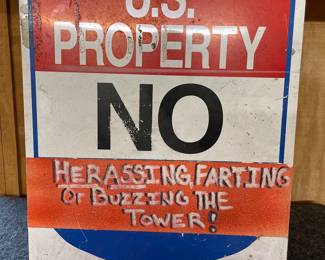 U.S.
PROPERTY
NO
HERASSING, FARTING
Or BUZZING THE
TOWER!